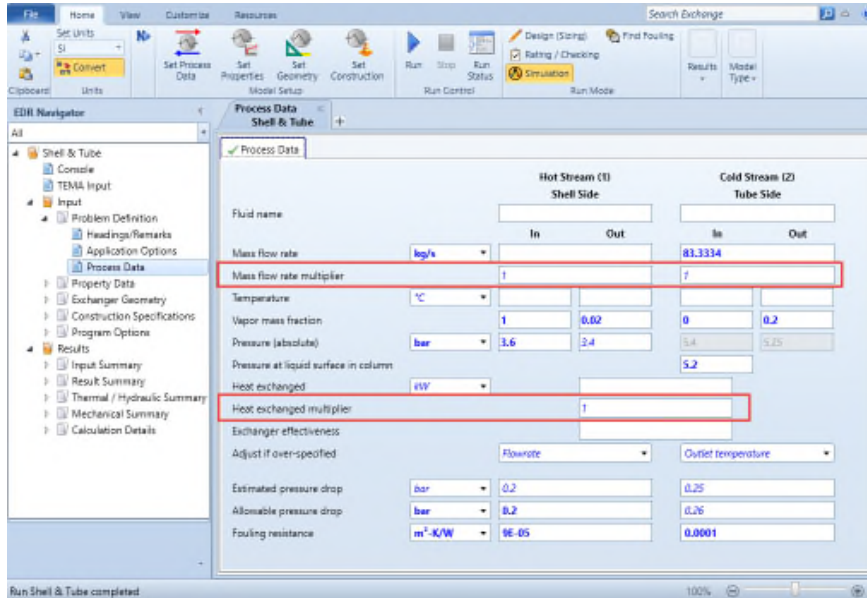 File Home View Customize Resources Search Exchange
Set Units
SI
Convert
Clipboard Units
Set Process Data
Set Properties
Set Geometry
Set Construction
Model Setup
Run Stop Run Status
Run Control
Design (Sizing) Find Fouling
Rating / Checking
Simulation
Run Mode
Results Model Type
EDR Navigator
All
Shell & Tube
Console
TEMA Input
Input
Problem Definition
Headings/Remarks
Application Options
Process Data
Property Data
Exchanger Geometry
Construction Specifications
Program Options
Results
Input Summary
Result Summary
Thermal / Hydraulic Summary
Mechanical Summary
Calculation Details
Process Data
Shell & Tube +
Process Data
Hot Stream (1) Cold Stream (2)
Shell Side Tube Side
Fluid name
In Out In Out
Mass flow rate kg/s 83.3334
Mass flow rate multiplier 1 1
Temperature °C
Vapor mass fraction 1 0.02 0 0.2
Pressure (absolute) bar 3.6 3.4 5.4 5.25
Pressure at liquid surface in column 5.2
Heat exchanged kW
Heat exchanged multiplier 1
Exchanger effectiveness
Adjust if over-specified Flowrate Outlet temperature
Estimated pressure drop bar 0.2 0.25
Allowable pressure drop bar 0.2 0.26
Fouling resistance m²-K/W 9E-05 0.0001
Run Shell & Tube completed 100%